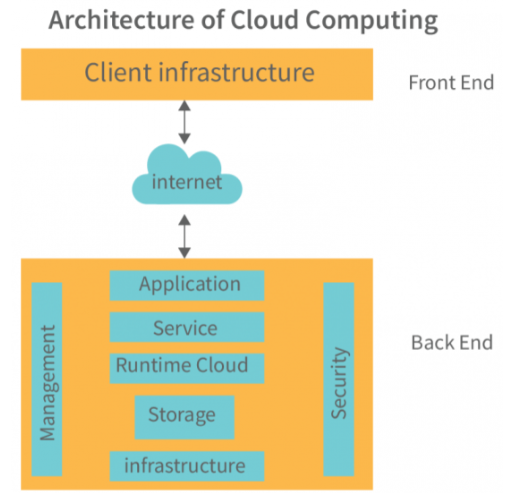 Architecture of Cloud Computing
Client infrastructure
Front End
internet
Application
Service
Runtime Cloud
Storage
infrastructure
Management
Security
Back End